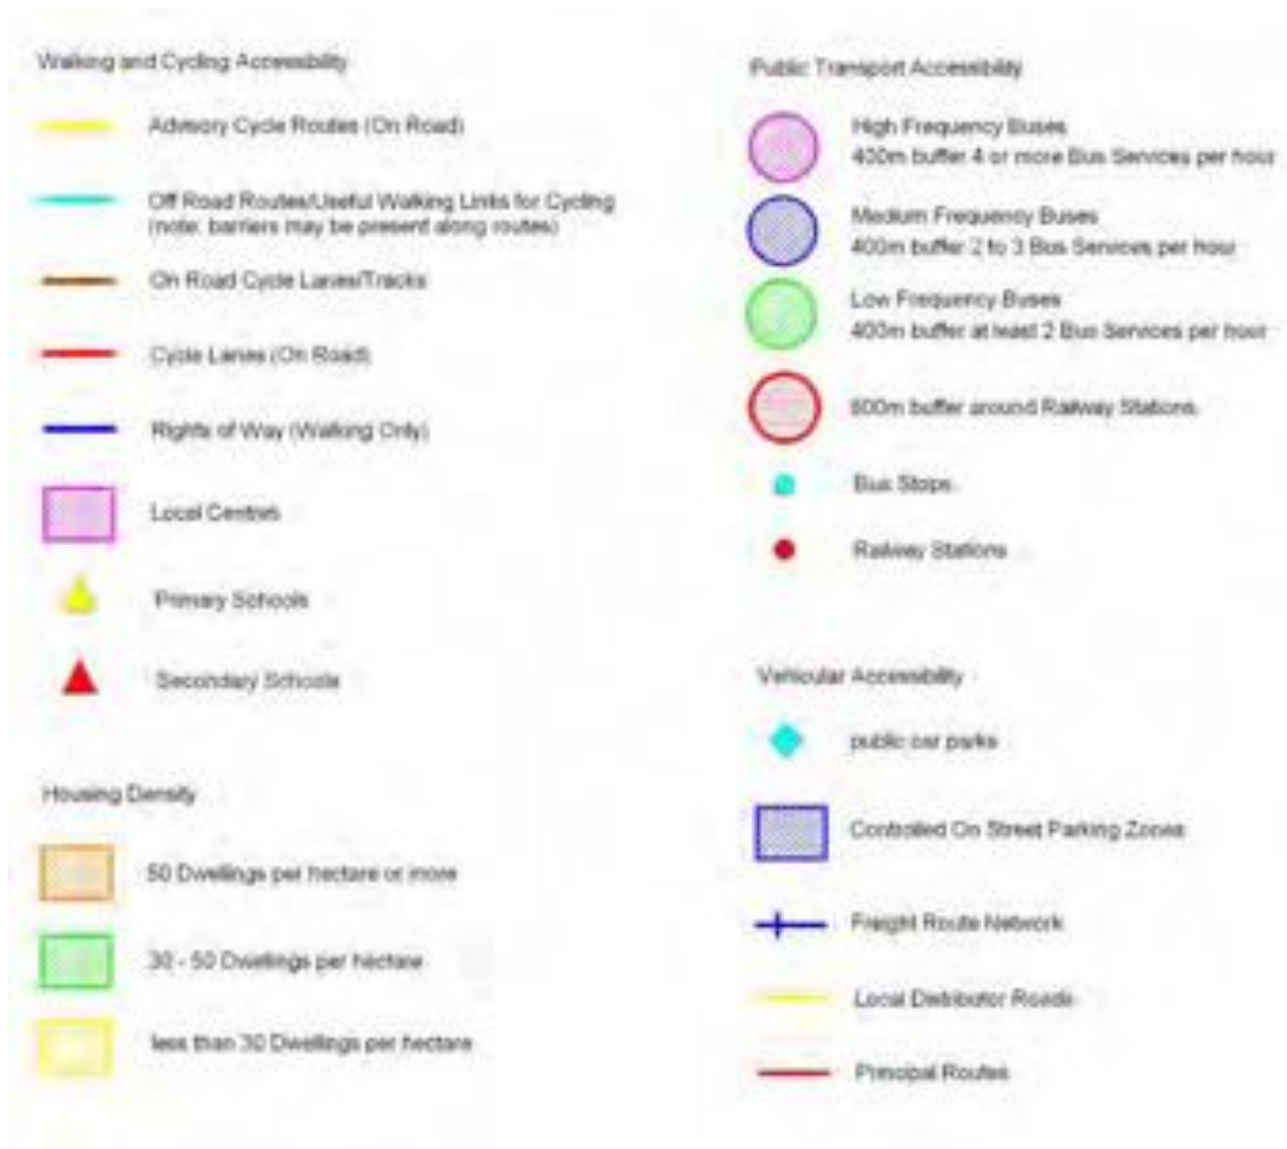 Walking and Cycling Accessibility
Advisory Cycle Routes (On Road)
Off Road Routes/Useful Walking Links for Cycling
(note: barriers may be present along routes)
On Road Cycle Lanes/Tracks
Cycle Lanes (On Road)
Rights of Way (Walking Only)
Local Centres
Primary Schools
Secondary Schools
Housing Density
50 Dwellings per hectare or more
30 - 50 Dwellings per hectare
less than 30 Dwellings per hectare
Public Transport Accessibility
High Frequency Buses
400m buffer 4 or more Bus Services per hour
Medium Frequency Buses
400m buffer 2 to 3 Bus Services per hour
Low Frequency Buses
400m buffer at least 2 Bus Services per hour
buffer around Railway Stations
Bus Stops
Railway Stations
Vehicular Accessibility
public car parks
Controlled On Street Parking Zones
Freight Route Network
Local Distributor Roads
Principal Routes